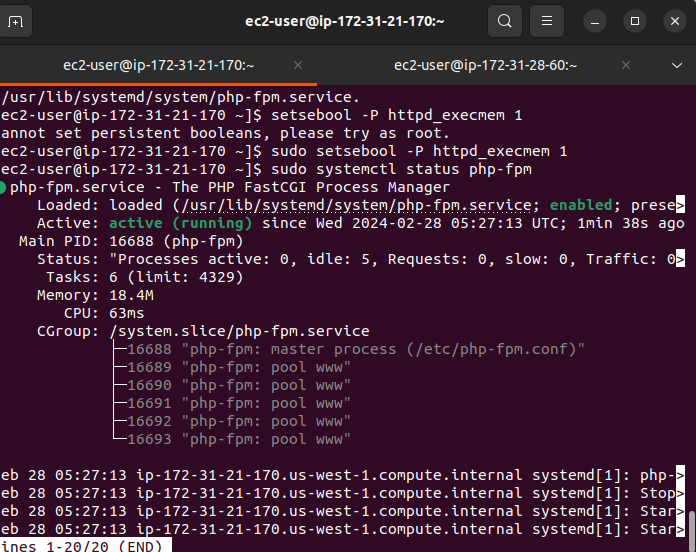 ec2-user@ip-172-31-21-170:~
ec2-user@ip-172-31-21-170:~ ec2-user@ip-172-31-28-60:~
/usr/lib/systemd/system/php-fpm.service.
ec2-user@ip-172-31-21-170 ~]$ setsebool -P httpd_execmem 1
annot set persistent booleans, please try as root.
ec2-user@ip-172-31-21-170 ~]$ sudo setsebool -P httpd_execmem 1
ec2-user@ip-172-31-21-170 ~]$ sudo systemctl status php-fpm
php-fpm.service - The PHP FastCGI Process Manager
Loaded: loaded (/usr/lib/systemd/system/php-fpm.service; enabled; prese>
Active: active (running) since Wed 2024-02-28 05:27:13 UTC; 1min 38s ago
Main PID: 16688 (php-fpm)
Status: "Processes active: 0, idle: 5, Requests: 0, slow: 0, Traffic: 0>
Tasks: 6 (limit: 4329)
Memory: 18.4M
CPU: 63ms
CGroup: /system.slice/php-fpm.service
├─16688 "php-fpm: master process (/etc/php-fpm.conf)"
├─16689 "php-fpm: pool www"
├─16690 "php-fpm: pool www"
├─16691 "php-fpm: pool www"
├─16692 "php-fpm: pool www"
└─16693 "php-fpm: pool www"
eb 28 05:27:13 ip-172-31-21-170.us-west-1.compute.internal systemd[1]: php->
eb 28 05:27:13 ip-172-31-21-170.us-west-1.compute.internal systemd[1]: Stop>
eb 28 05:27:13 ip-172-31-21-170.us-west-1.compute.internal systemd[1]: Star>
eb 28 05:27:13 ip-172-31-21-170.us-west-1.compute.internal systemd[1]: Star>
ines 1-20/20 (END)